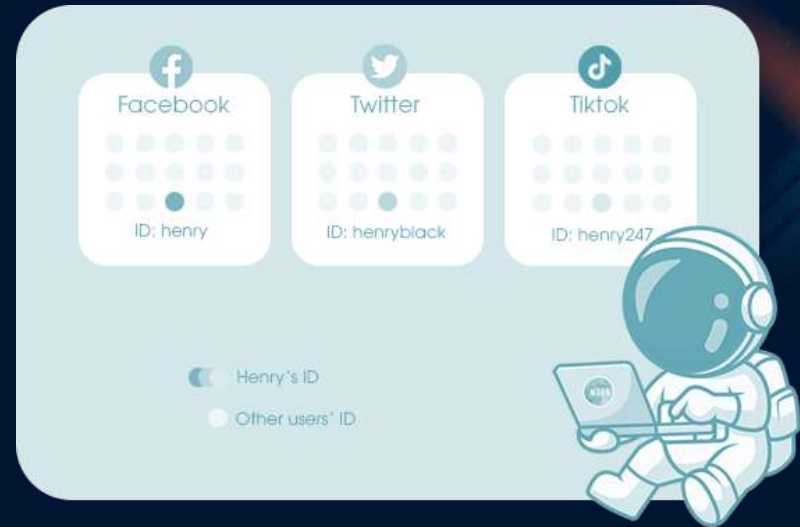 Facebook
Twitter
Tiktok
ID: henry
ID: henryblack
ID: henry247
Henry's ID
Other users' ID